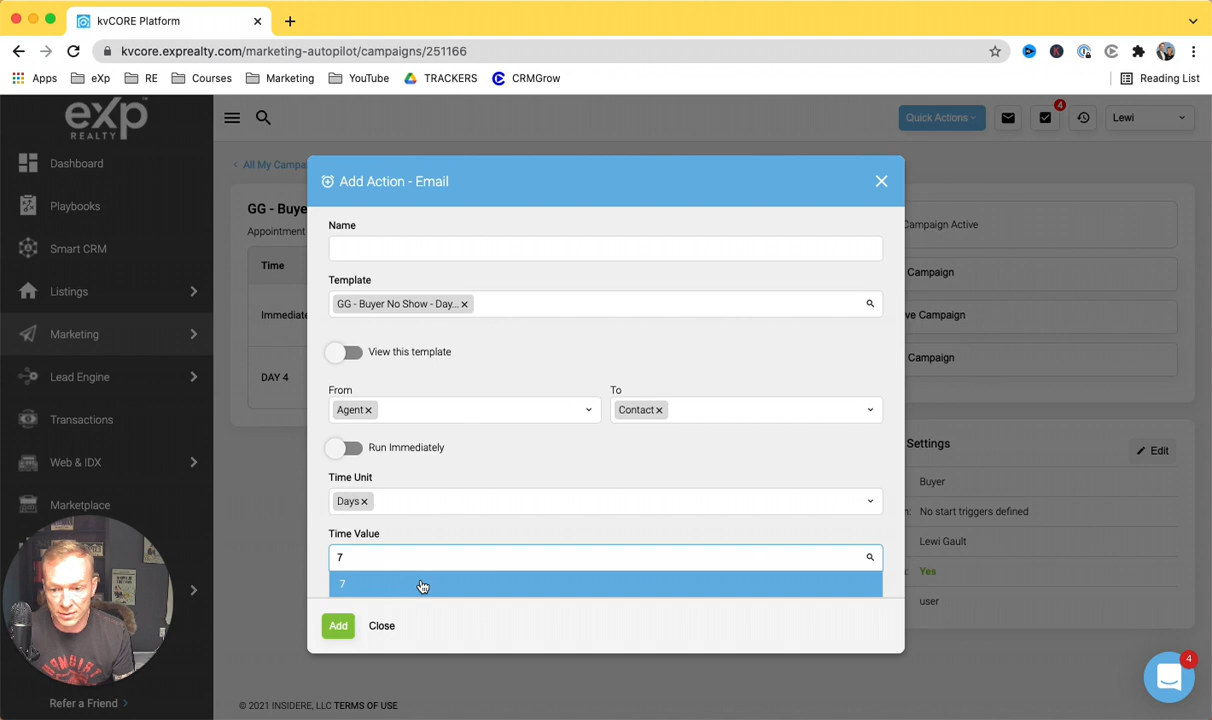 kvCORE Platform
kvcore.exprealty.com/marketing-autopilot/campaigns/251166
Apps eXp RE Courses Marketing YouTube TRACKERS CRMGrow Reading List
eXp
REALTY
Quick Actions 4 Lewi
Dashboard
Playbooks
Smart CRM
Listings
Marketing
Lead Engine
Transactions
Web & IDX
Marketplace
Refer a Friend
All My Campa
GG - Buye
Appointment
Time
Immediate
DAY 4
Add Action - Email
Name
Template
GG - Buyer No Show - Day...
View this template
From To
Agent Contact
Run Immediately
Time Unit
Days
Time Value
7
7
Add Close
Campaign Active
Campaign
ve Campaign
Campaign
Settings Edit
Buyer
n: No start triggers defined
Lewi Gault
Yes
user
4
© 2021 INSIDERE, LLC TERMS OF USE